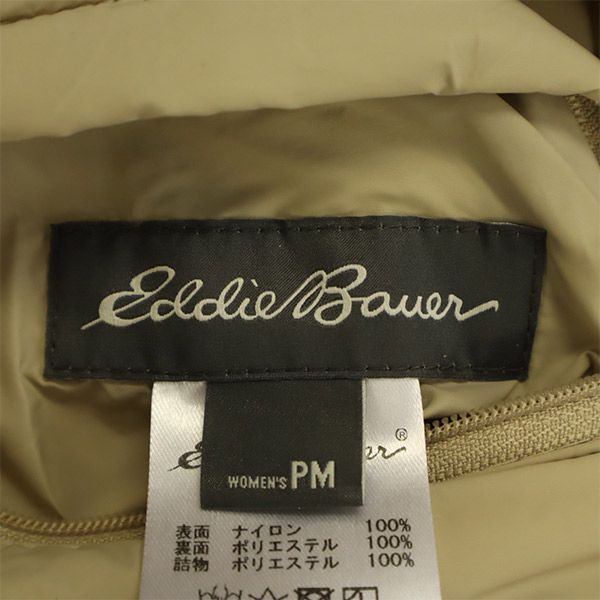 Eddie Bauer
®
WOMEN'S PM
表面 ナイロン 100%
裏面 ポリエステル 100%
詰物 ポリエステル 100%